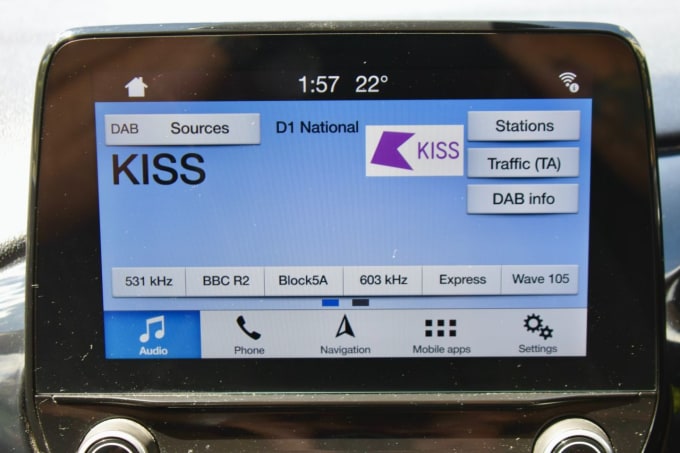 1:57 22°
DAB Sources
D1 National
KISS
Stations
KISS
Traffic (TA)
DAB info
531 kHz BBC R2 Block5A 603 kHz Express Wave 105
Audio Phone Navigation Mobile apps Settings